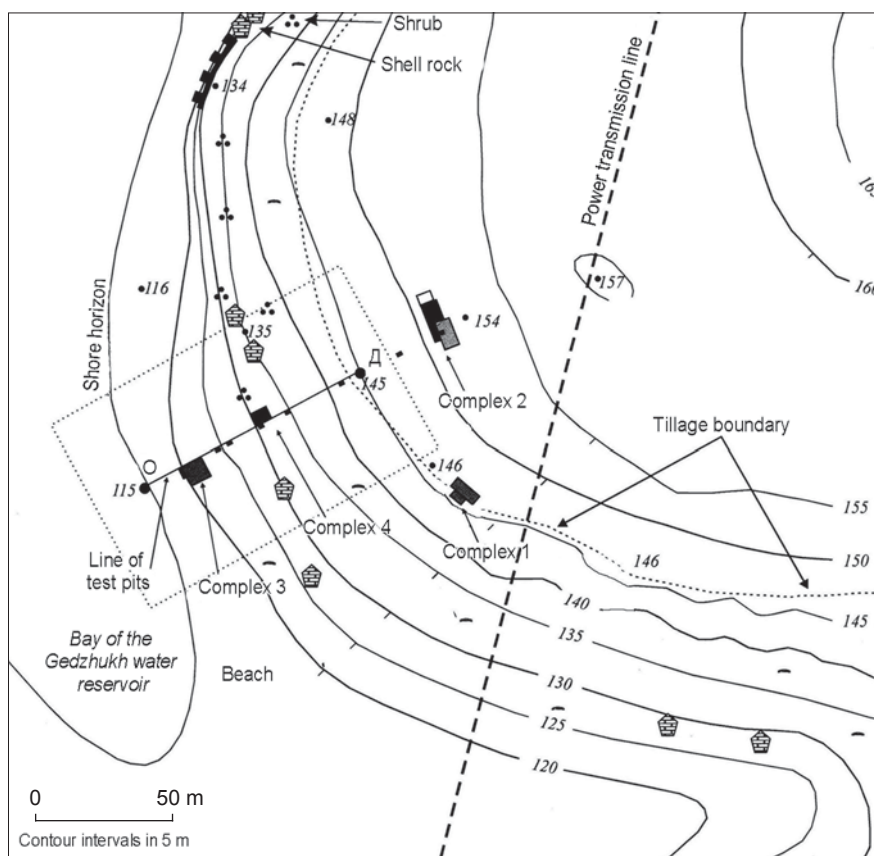 Shrub
Shell rock
134
148
Power transmission line
160
157
116
Shore horizon
154
135
Д
145
Complex 2
Tillage boundary
146
О
115
Complex 4
155
Line of
test pits
Complex 3
Complex 1
150
146
140
145
135
Bay of the
Gedzhukh water
reservoir
Beach
130
125
120
0 50 m
Contour intervals in 5 m